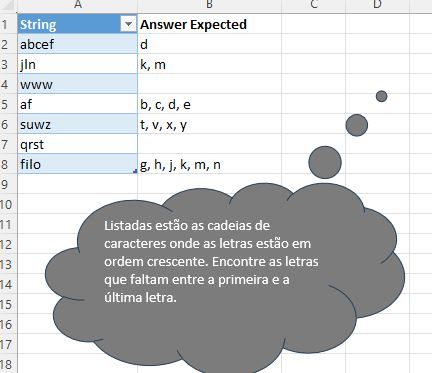 A B C D
1 String Answer Expected
2 abcef d
3 jln k, m
4 www
5 af b, c, d, e
6 suwz t, v, x, y
7 qrst
8 filo g, h, j, k, m, n
9
10
11 Listadas estão as cadeias de
12 caracteres onde as letras estão em
13 ordem crescente. Encontre as letras
14 que faltam entre a primeira e a
15 última letra.
16
17
18